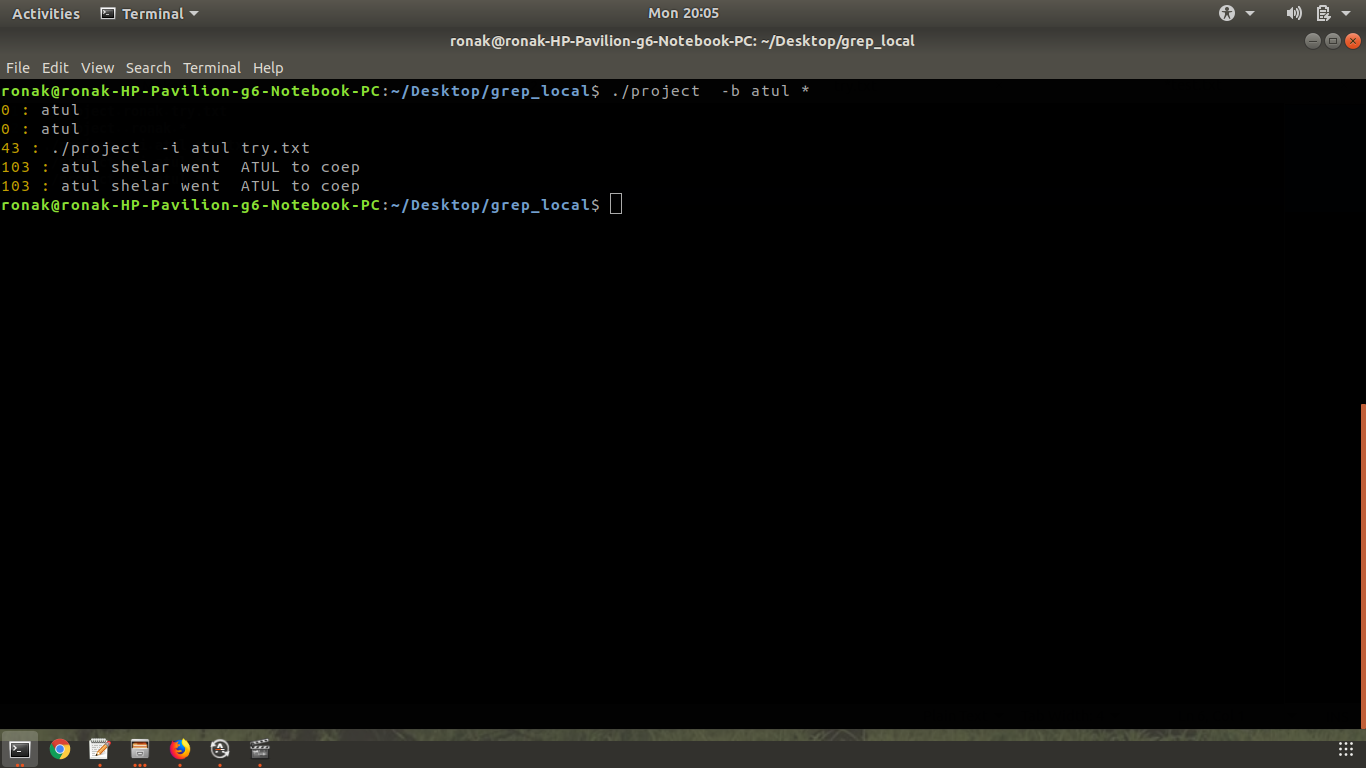 Activities Terminal Mon 20:05
ronak@ronak-HP-Pavilion-g6-Notebook-PC: ~/Desktop/grep_local
File Edit View Search Terminal Help
ronak@ronak-HP-Pavilion-g6-Notebook-PC:~/Desktop/grep_local$ ./project  -b atul *
0 : atul
0 : atul
43 : ./project  -i atul try.txt
103 : atul shelar went  ATUL to coep
103 : atul shelar went  ATUL to coep
ronak@ronak-HP-Pavilion-g6-Notebook-PC:~/Desktop/grep_local$